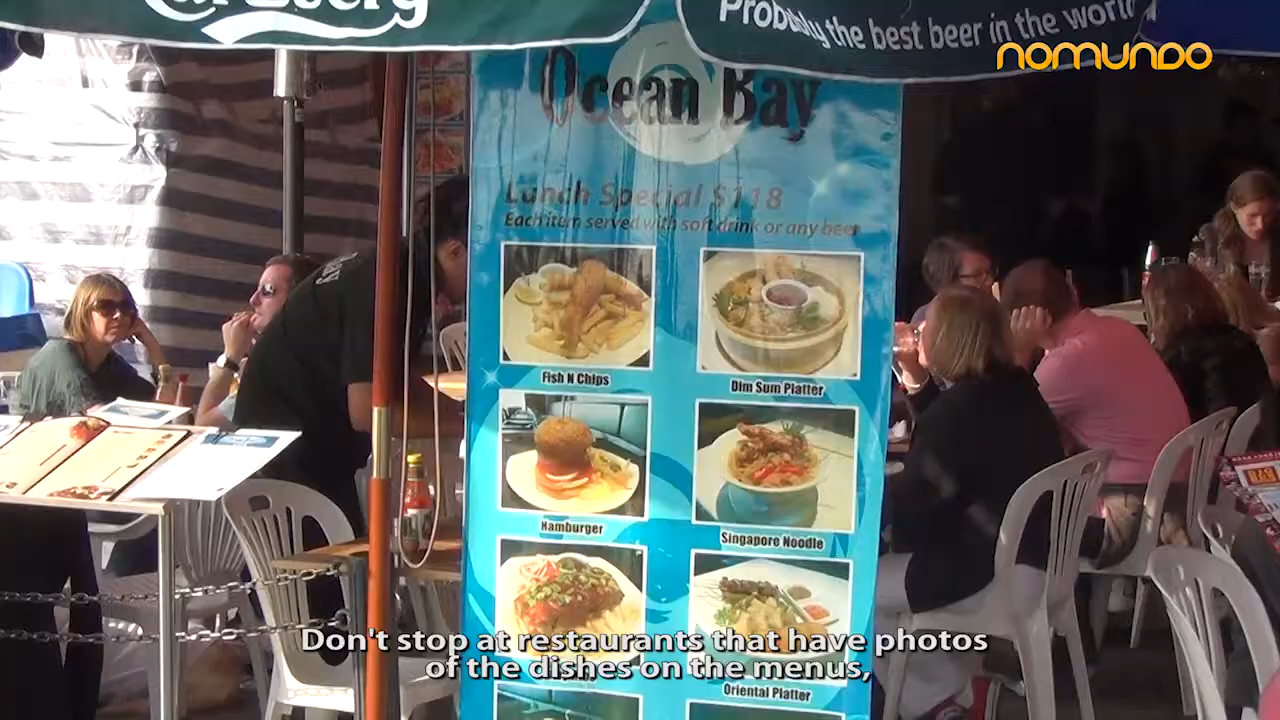 Carlsberg
Probably the best beer in the world
nomundo
Ocean Bay
Lunch Special $118
Each item served with soft drink or any beer
Fish N Chips
Dim Sum Platter
Hamburger
Singapore Noodle
Don't stop at restaurants that have photos
of the dishes on the menus,
Oriental Platter